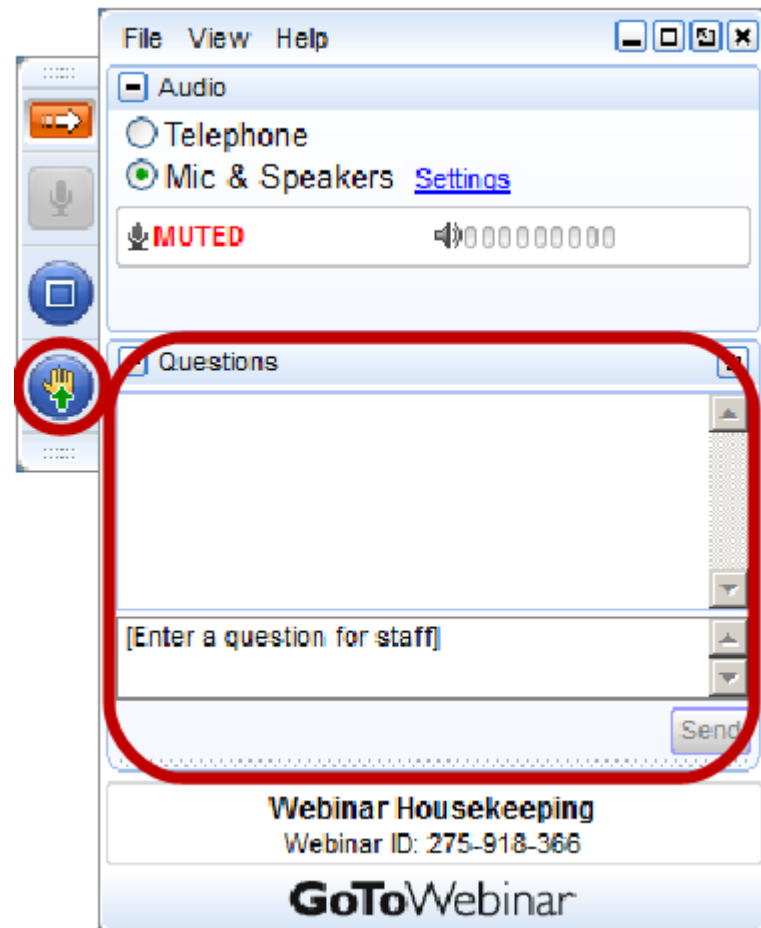 File View Help
Audio
Telephone
Mic & Speakers Settings
MUTED
Questions
[Enter a question for staff]
Send
Webinar Housekeeping
Webinar ID: 275-918-366
GoToWebinar